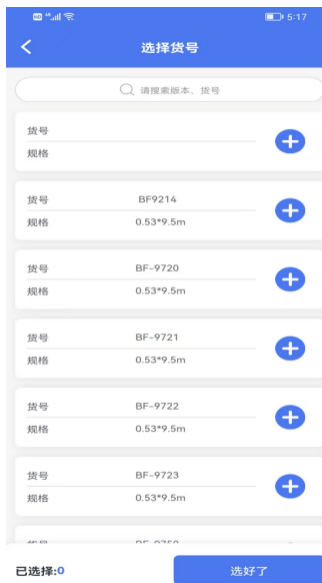 HD 46 5:17
选择货号
请搜索版本、货号
货号
规格
货号 BF9214
规格 0.53*9.5m
货号 BF-9720
规格 0.53*9.5m
货号 BF-9721
规格 0.53*9.5m
货号 BF-9722
规格 0.53*9.5m
货号 BF-9723
规格 0.53*9.5m
已选择:0 选好了